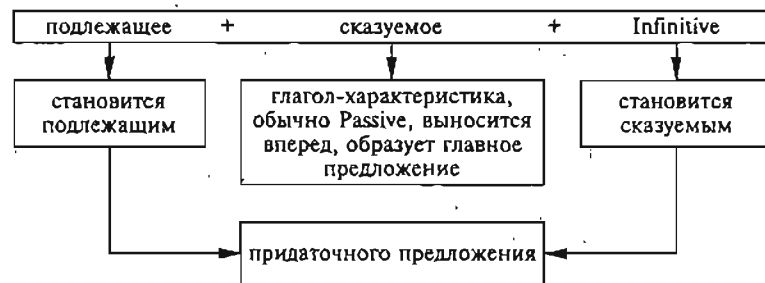 подлежащее + сказуемое + Infinitive
становится
подлежащим
глагол-характеристика,
обычно Passive, выносится
вперед, образует главное
предложение
становится
сказуемым
придаточного предложения